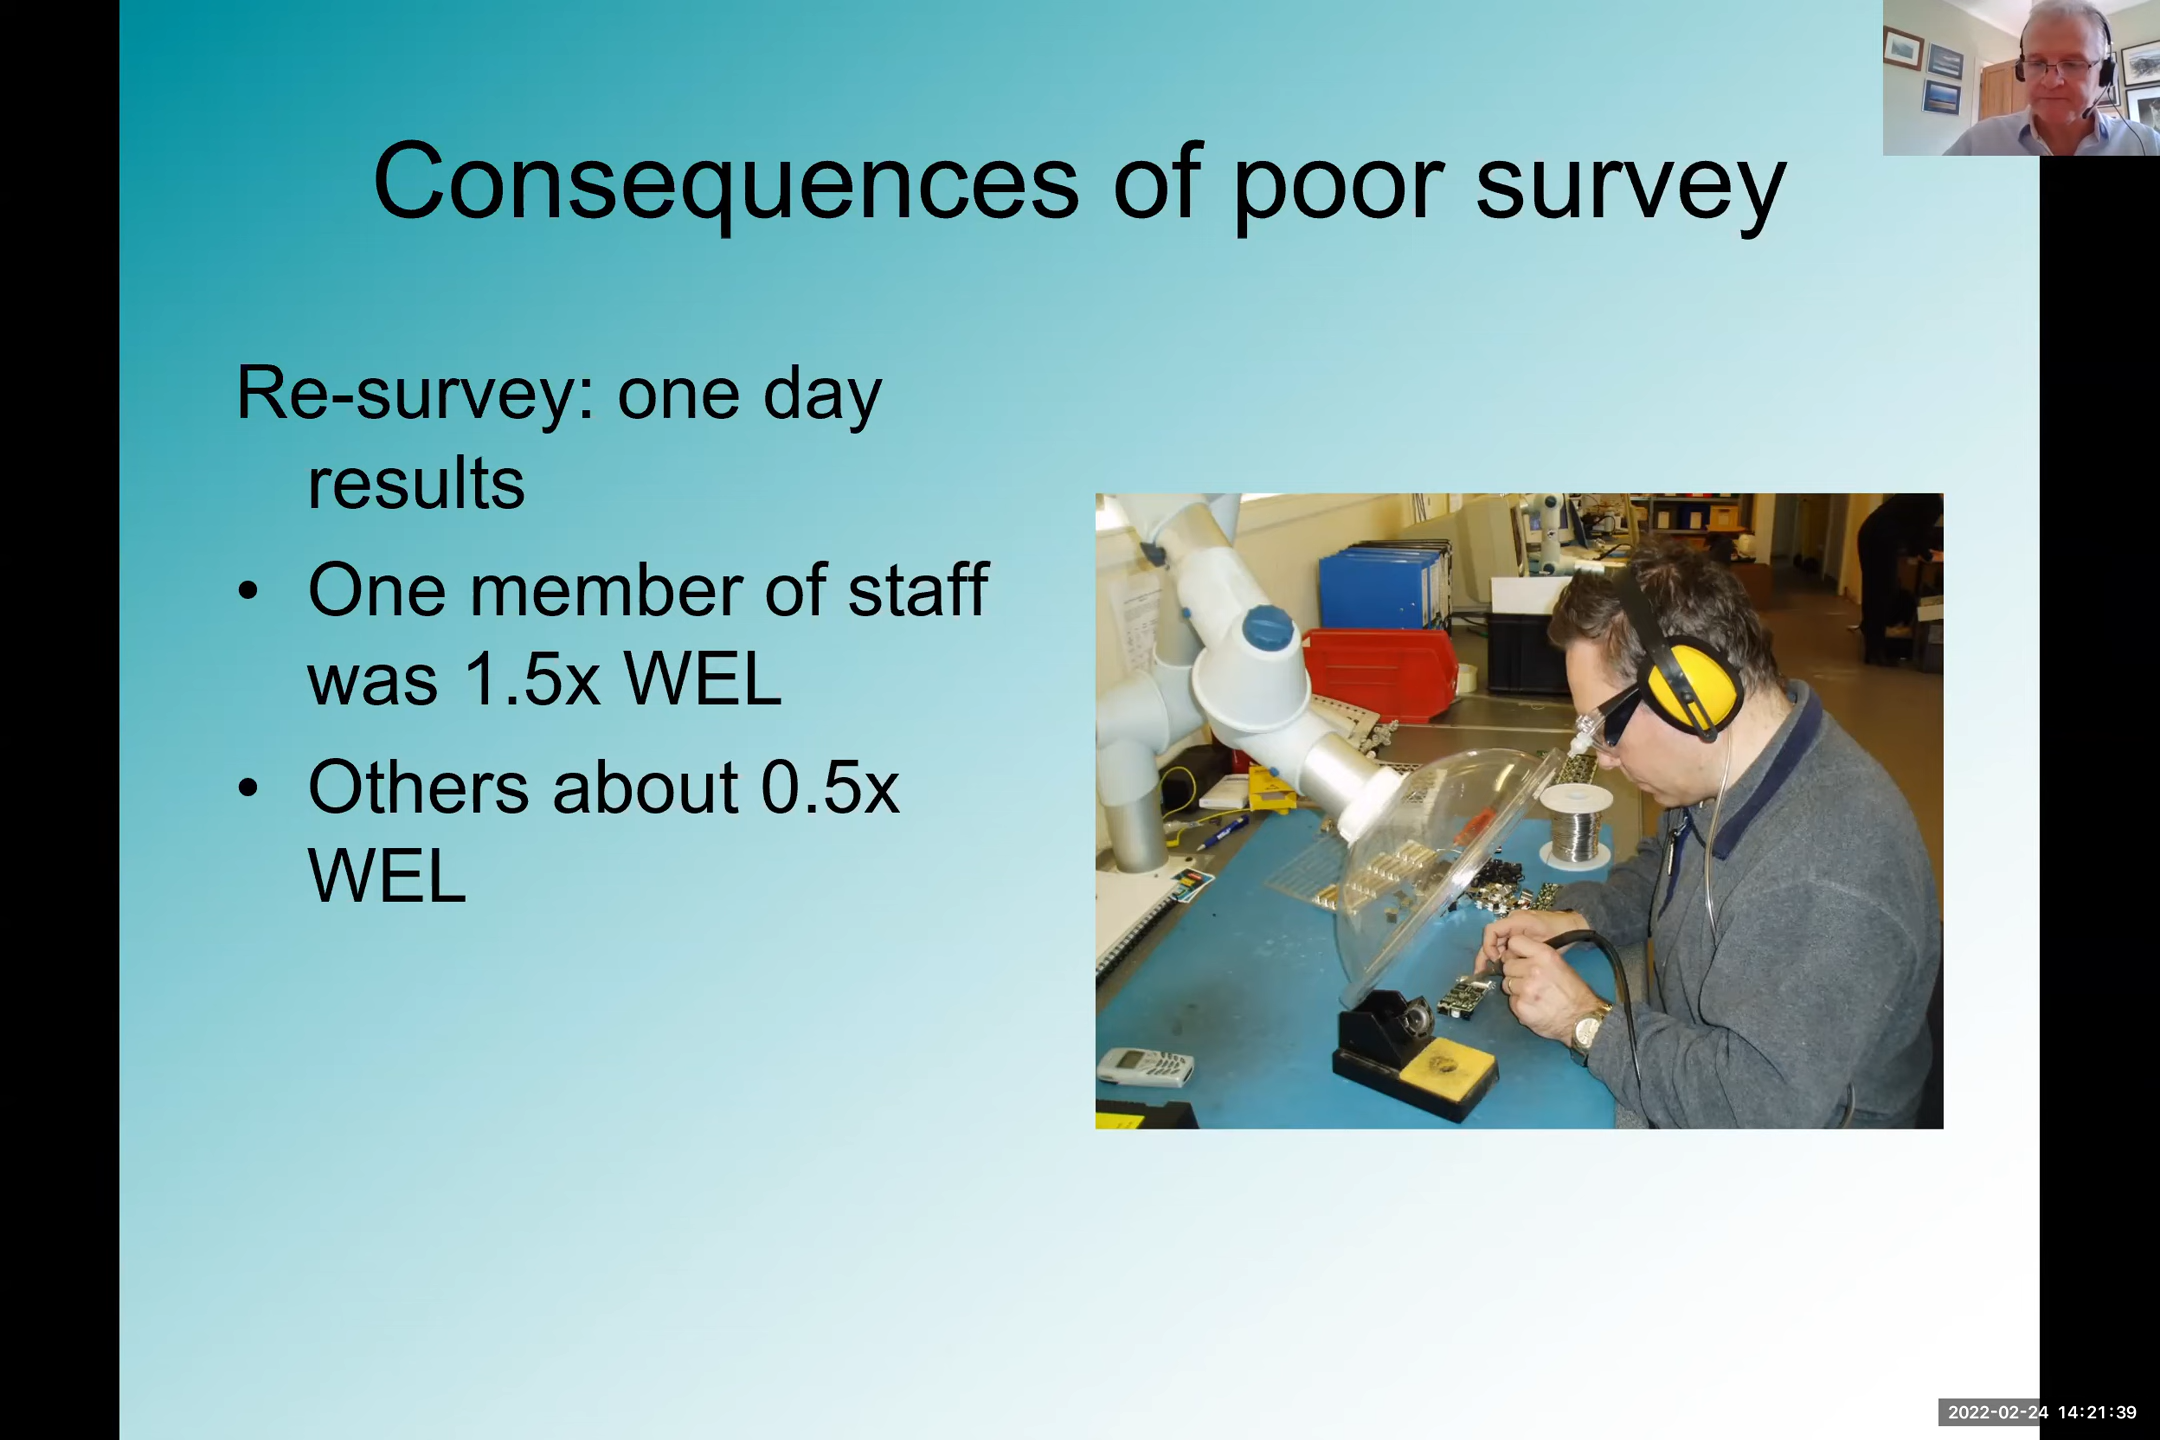 Consequences of poor survey
Re-survey: one day
results
• One member of staff
was 1.5x WEL
• Others about 0.5x
WEL
2022-02-24 14:21:39